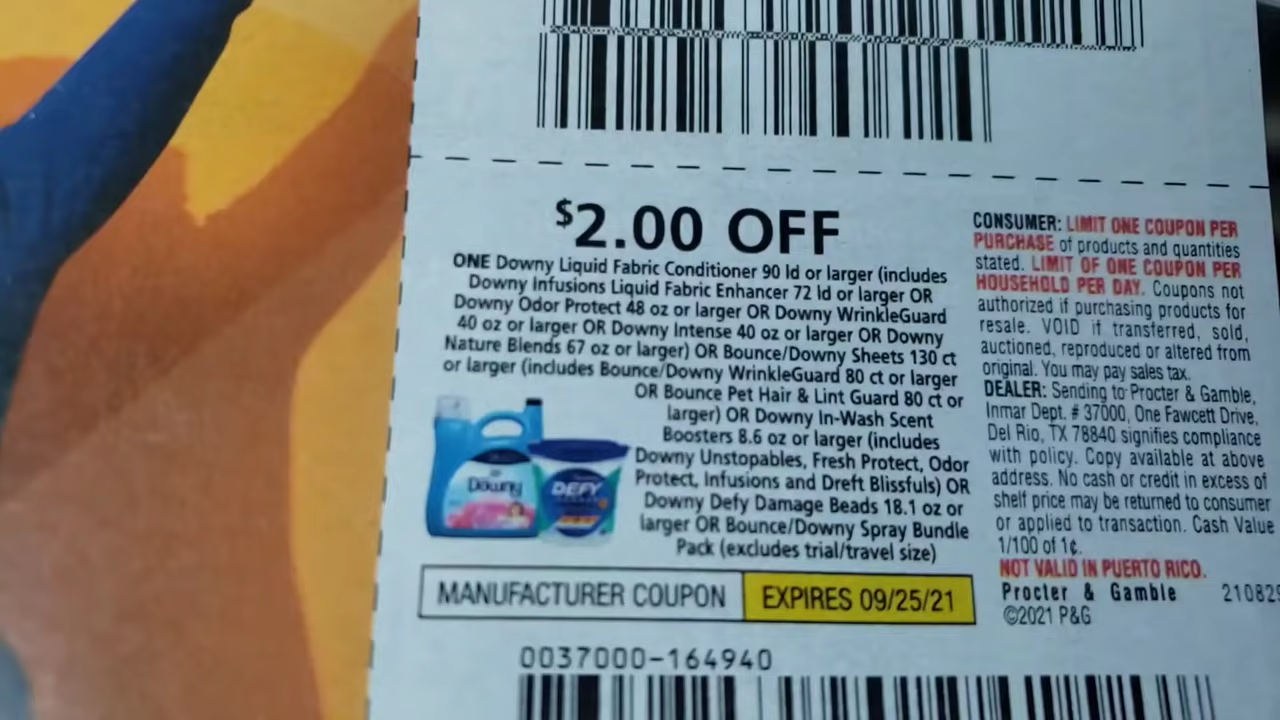 $2.00 OFF
ONE Downy Liquid Fabric Conditioner 90 ld or larger (includes
Downy Infusions Liquid Fabric Enhancer 72 ld or larger OR
Downy Odor Protect 48 oz or larger OR Downy WrinkleGuard
40 oz or larger OR Downy Intense 40 oz or larger OR Downy
Nature Blends 67 oz or larger) OR Bounce/Downy Sheets 130 ct
or larger (includes Bounce/Downy WrinkleGuard 80 ct or larger
OR Bounce Pet Hair & Lint Guard 80 ct or
larger) OR Downy In-Wash Scent
Boosters 8.6 oz or larger (includes
Downy Unstopables, Fresh Protect, Odor
Protect, Infusions and Dreft Blissfuls) OR
Downy Defy Damage Beads 18.1 oz or
larger OR Bounce/Downy Spray Bundle
Pack (excludes trial/travel size)
Downy
DEFY
MANUFACTURER COUPON
EXPIRES 09/25/21
0037000-164940
CONSUMER: LIMIT ONE COUPON PER
PURCHASE of products and quantities
stated. LIMIT OF ONE COUPON PER
HOUSEHOLD PER DAY. Coupons not
authorized if purchasing products for
resale. VOID if transferred, sold,
auctioned, reproduced or altered from
original. You may pay sales tax.
DEALER: Sending to Procter & Gamble,
Inmar Dept. # 37000, One Fawcett Drive,
Del Rio, TX 78840 signifies compliance
with policy. Copy available at above
address. No cash or credit in excess of
shelf price may be returned to consumer
or applied to transaction. Cash Value
1/100 of 1¢.
NOT VALID IN PUERTO RICO.
Procter & Gamble 210829
©2021 P&G